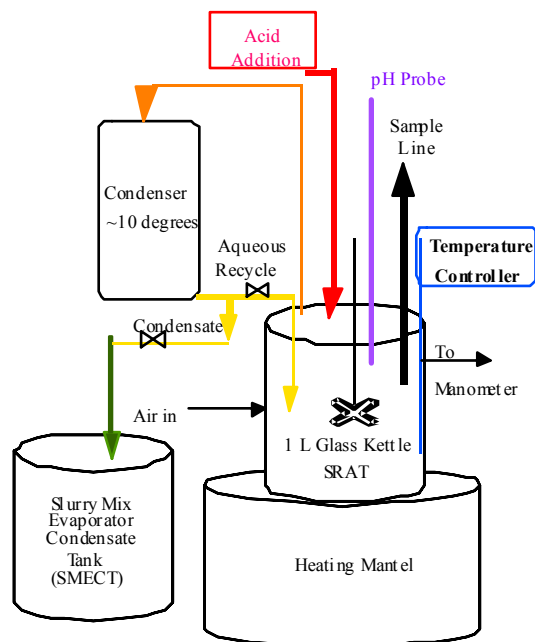 Acid
Addition
pH Probe
Sample
Line
Condenser
~10 degrees
Aqueous
Recycle
Temperature
Controller
Condensate
To
Manometer
Air in
1 L Glass Kettle
SRAT
Slurry Mix
Evaporator
Condensate
Tank
(SMECT)
Heating Mantel